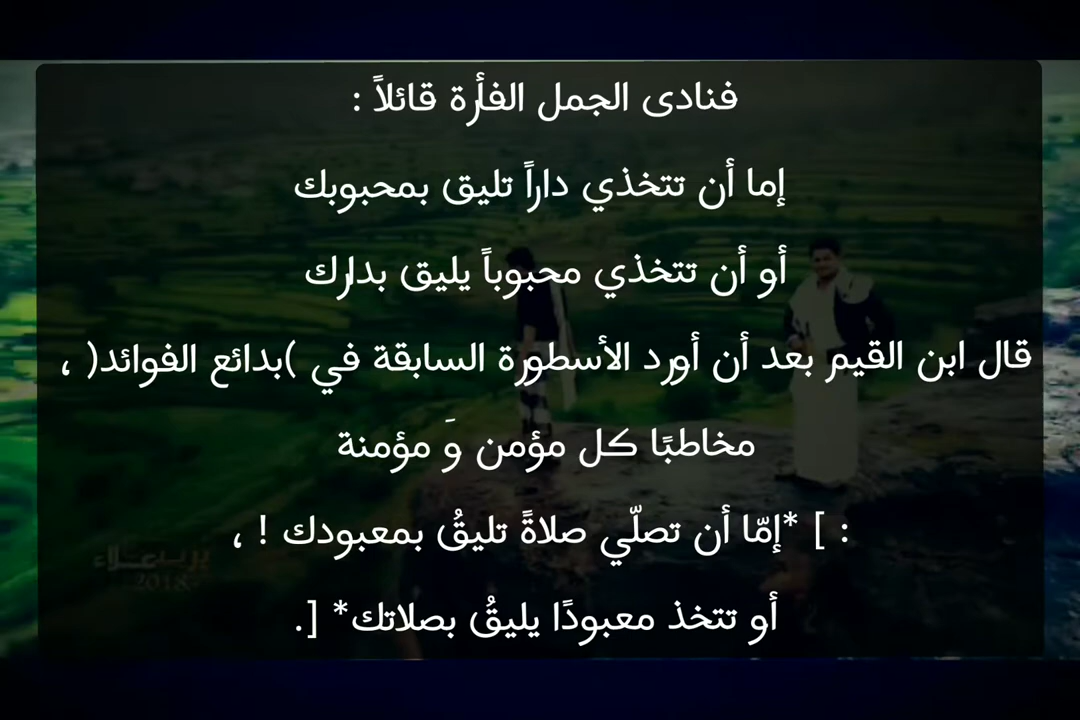 فنادى الجمل الفأرة قائلاً :
إما أن تتخذي داراً تليق بمحبوبك
أو أن تتخذي محبوباً يليق بدارك
قال ابن القيم بعد أن أورد الأسطورة السابقة في )بدائع الفوائد( ،
مخاطبًا كل مؤمن وَ مؤمنة
: ] *إمّا أن تصلّي صلاةً تليقُ بمعبودك ! ،
أو تتخذ معبودًا يليقُ بصلاتك* [.
2018